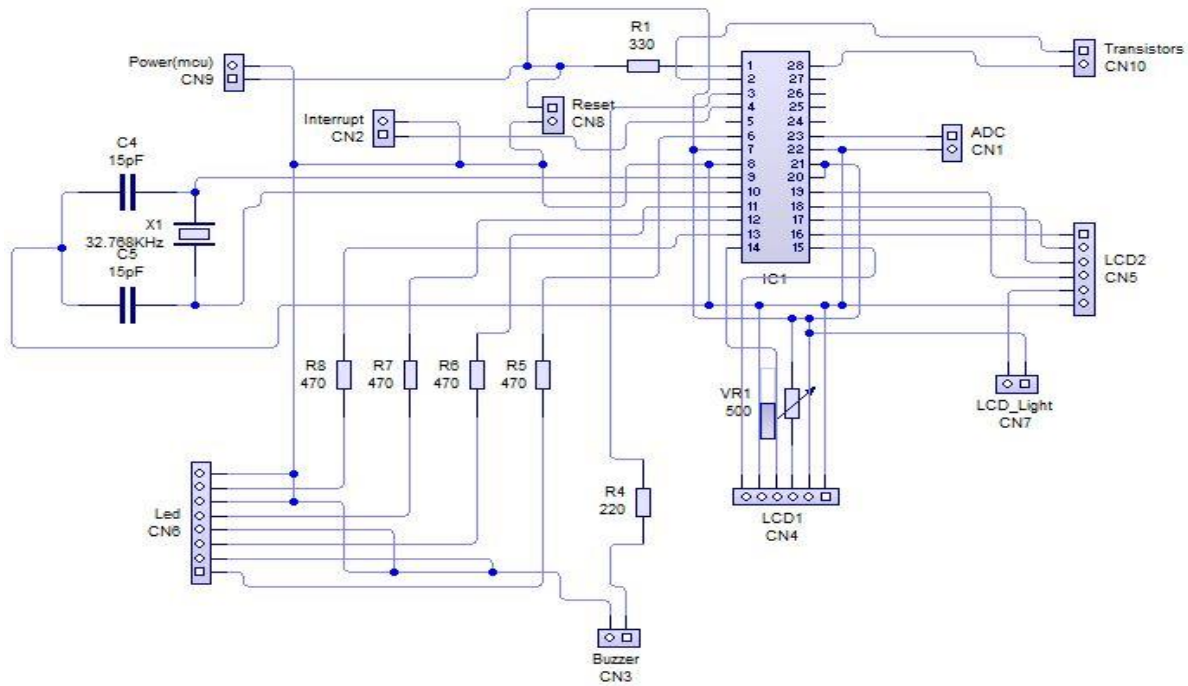 R1
330
Power(mcu)
CN9
Transistors
CN10
Reset
CN8
Interrupt
CN2
ADC
CN1
C4
15pF
X1
32.768KHz
C5
15pF
1 28
2 27
3 26
4 25
5 24
6 23
7 22
8 21
9 20
10 19
11 18
12 17
13 16
14 15
IC1
LCD2
CN5
R8
470
R7
470
R6
470
R5
470
VR1
500
LCD_Light
CN7
Led
CN6
R4
220
LCD1
CN4
Buzzer
CN3